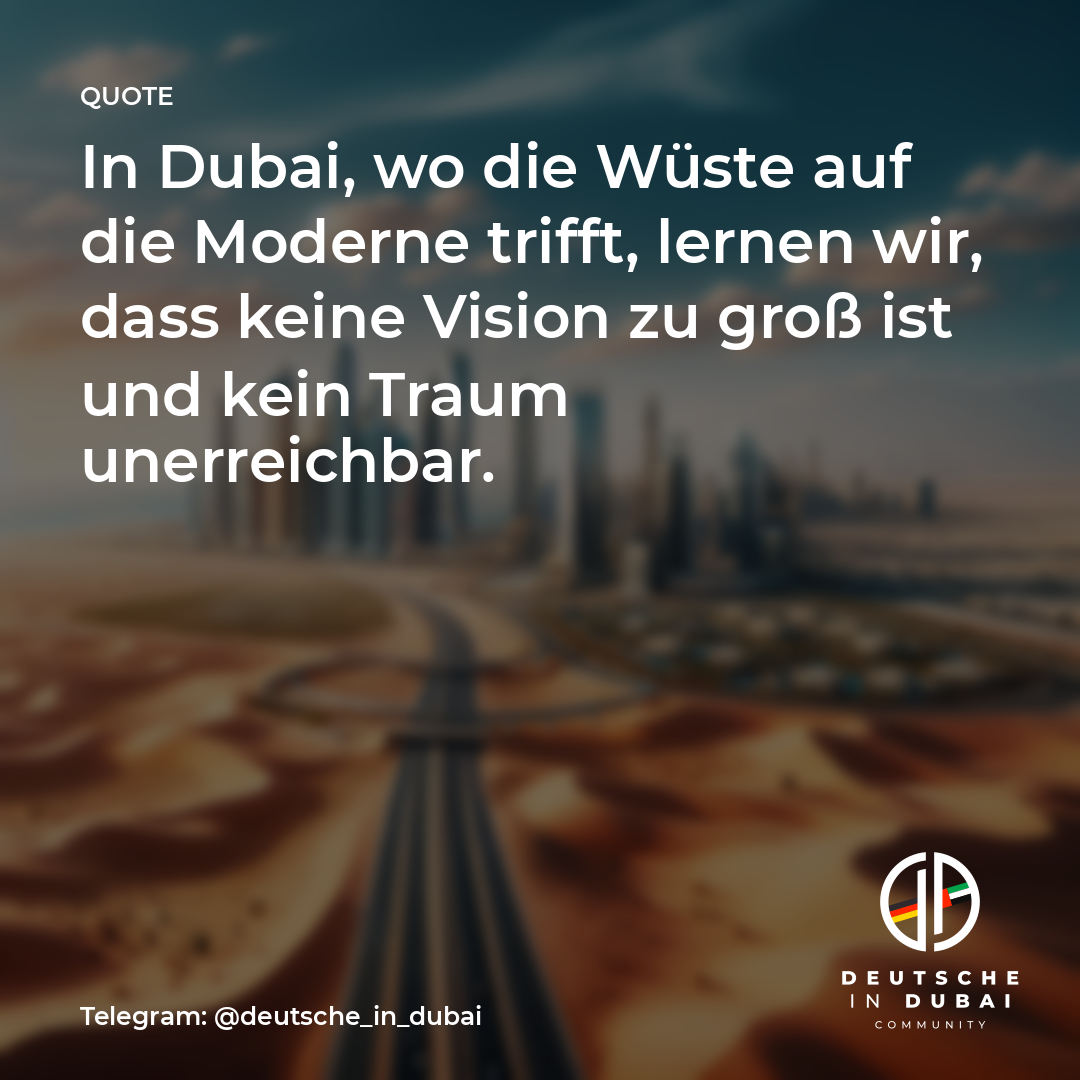 QUOTE
In Dubai, wo die Wüste auf
die Moderne trifft, lernen wir,
dass keine Vision zu groß ist
und kein Traum
unerreichbar.
Telegram: @deutsche_in_dubai
DEUTSCHE
IN DUBAI
COMMUNITY